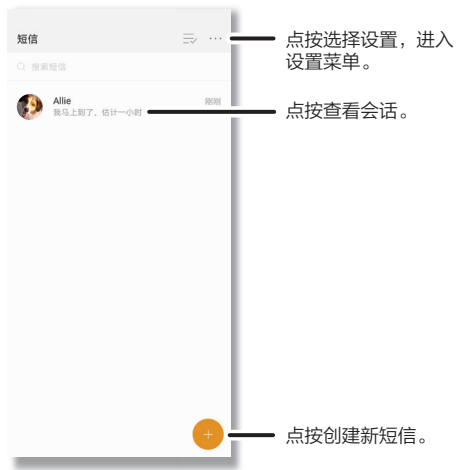 短信
点按选择设置，进入
设置菜单。
搜索短信
Allie
刚刚
我马上到了，估计一小时
点按查看会话。
点按创建新短信。